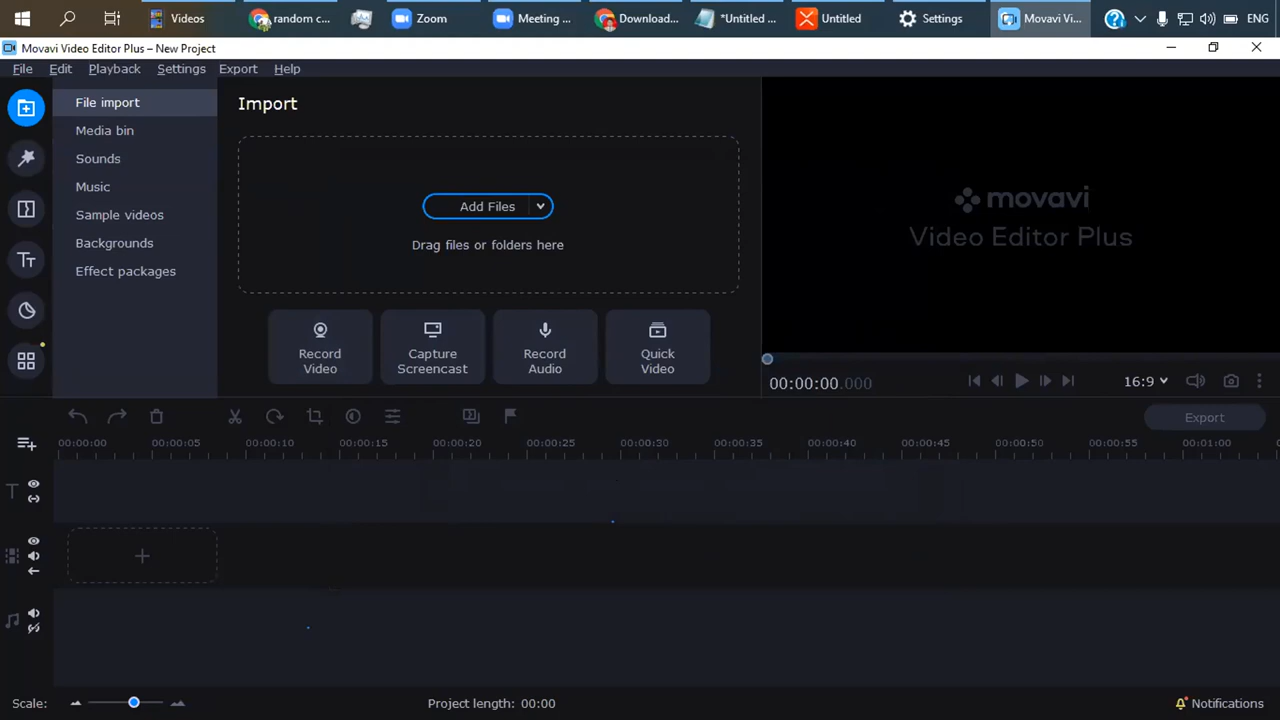 Videos
random c...
Zoom
Meeting ...
Download...
*Untitled ...
Untitled
Settings
Movavi Vi...
ENG
Movavi Video Editor Plus – New Project
File Edit Playback Settings Export Help
File import
Media bin
Sounds
Music
Sample videos
Backgrounds
Effect packages
Import
Add Files
Drag files or folders here
Record Video
Capture Screencast
Record Audio
Quick Video
movavi
Video Editor Plus
00:00:00.000
16:9
Export
00:00:00 00:00:05 00:00:10 00:00:15 00:00:20 00:00:25 00:00:30 00:00:35 00:00:40 00:00:45 00:00:50 00:00:55 00:01:00
Scale:
Project length: 00:00
Notifications